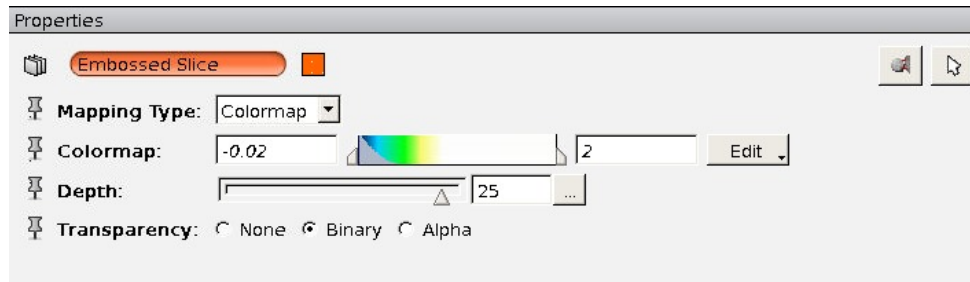 Properties
Embossed Slice
Mapping Type: Colormap
Colormap: -0.02 2 Edit
Depth: 25 ...
Transparency: None Binary Alpha